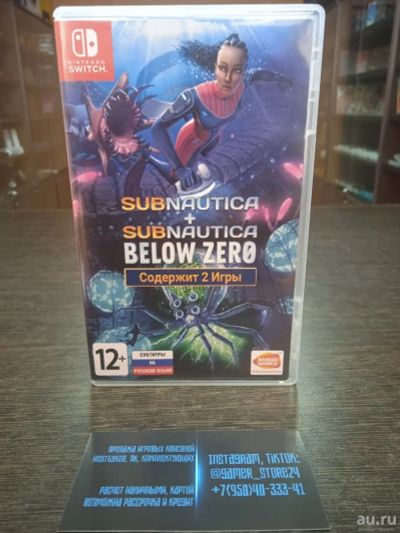 NINTENDO
SWITCH™
SUBNAUTICA
+
SUBNAUTICA
BELOW ZERO
Содержит 2 Игры
12+
СУБТИТРЫ
НА
РУССКОМ ЯЗЫКЕ
BANDAI
NAMCO
ПРОДАЖА ИГРОВЫХ КОНСОЛЕЙ
НОУТБУКОВ, ПК, КОМПЛЕКТУЮЩИХ
РАСЧЕТ НАЛИЧНЫМИ, КАРТОЙ
ВОЗМОЖНА РАССРОЧКА И КРЕДИТ
INSTAGRAM, TIKTOK:
@GAMER_STORE24
+7(950)40-333-41
au.ru